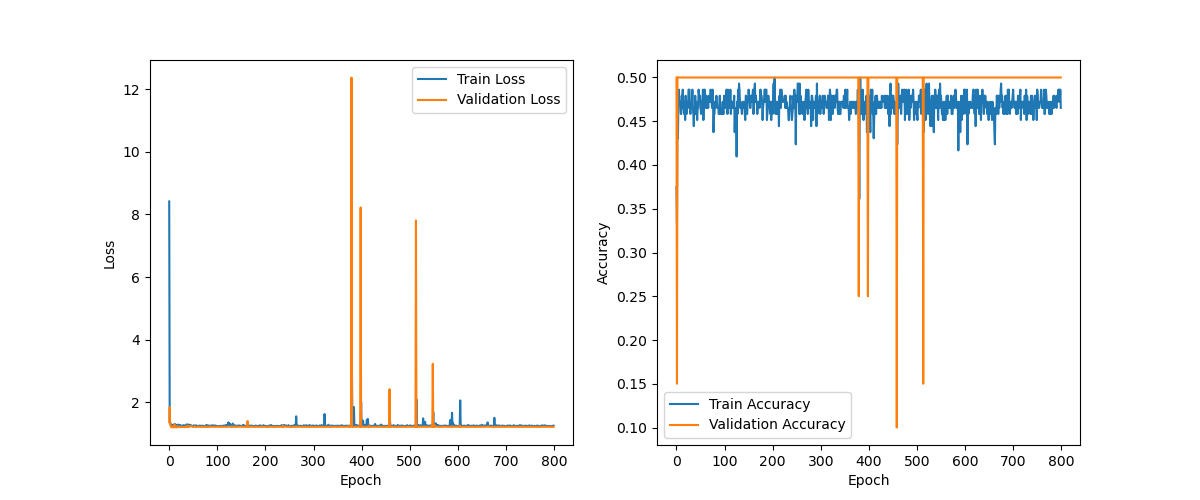 Train Loss
Validation Loss
12
10
8
6
4
2
Loss
0 100 200 300 400 500 600 700 800
Epoch
0.50
0.45
0.40
0.35
0.30
0.25
0.20
0.15
0.10
Accuracy
Train Accuracy
Validation Accuracy
0 100 200 300 400 500 600 700 800
Epoch